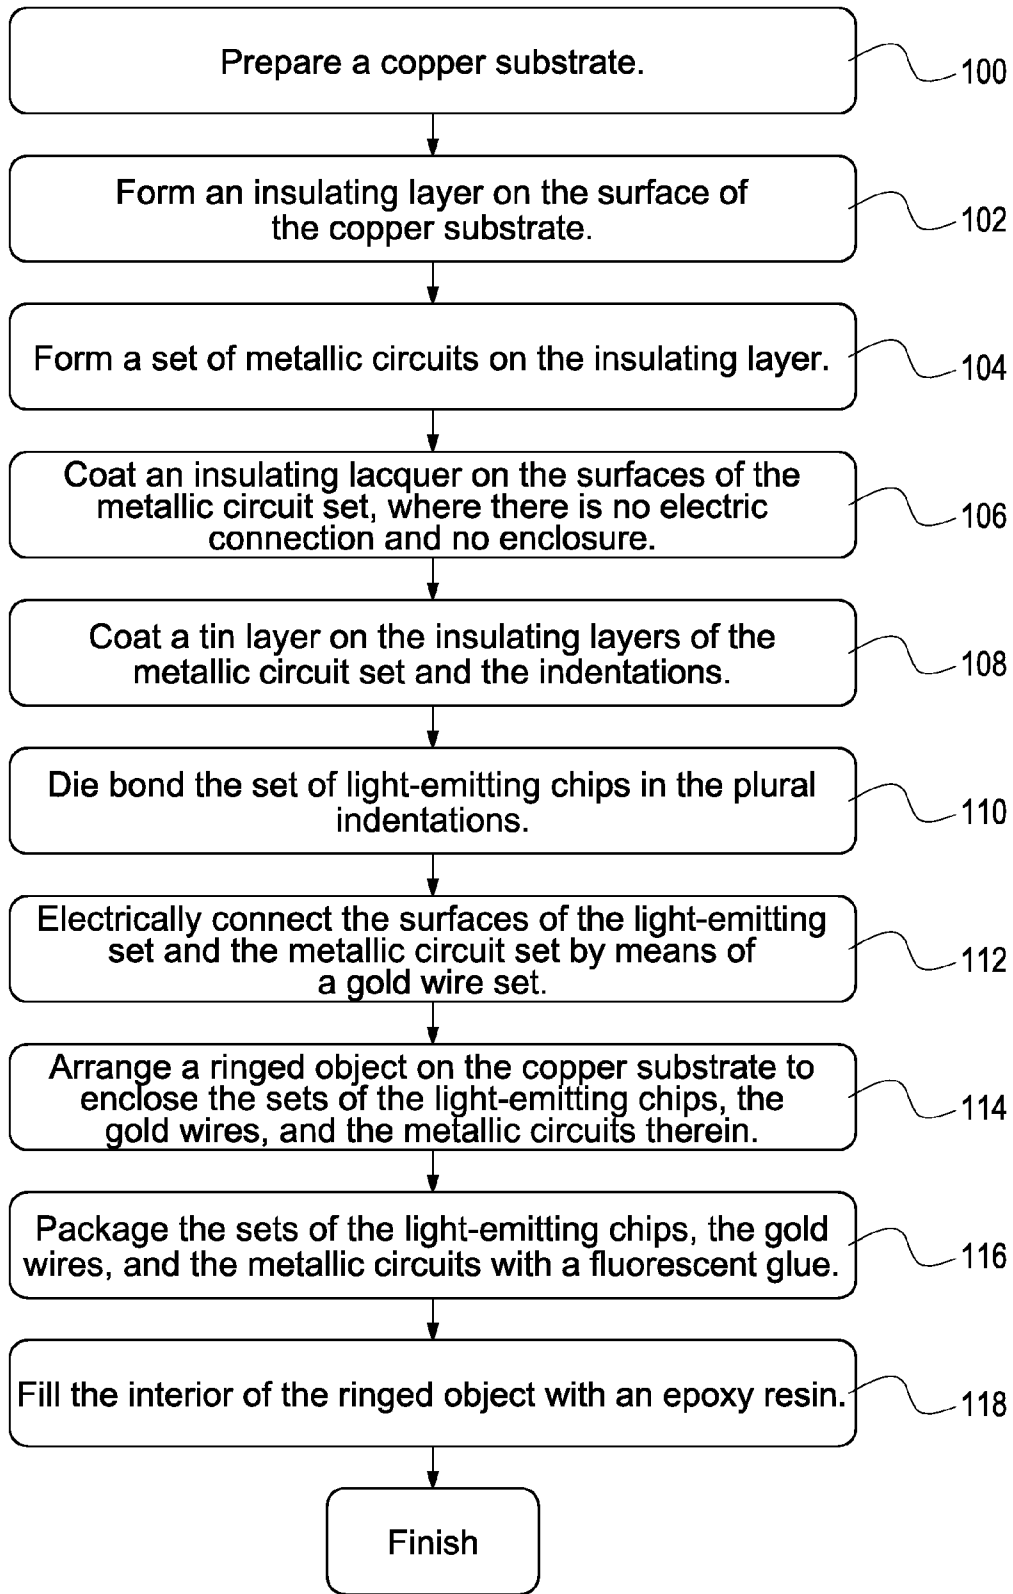 Prepare a copper substrate.
100
Form an insulating layer on the surface of
the copper substrate.
102
Form a set of metallic circuits on the insulating layer.
104
Coat an insulating lacquer on the surfaces of the
metallic circuit set, where there is no electric
connection and no enclosure.
106
Coat a tin layer on the insulating layers of the
metallic circuit set and the indentations.
108
Die bond the set of light-emitting chips in the plural
indentations.
110
Electrically connect the surfaces of the light-emitting
set and the metallic circuit set by means of
a gold wire set.
112
Arrange a ringed object on the copper substrate to
enclose the sets of the light-emitting chips, the
gold wires, and the metallic circuits therein.
114
Package the sets of the light-emitting chips, the gold
wires, and the metallic circuits with a fluorescent glue.
116
Fill the interior of the ringed object with an epoxy resin.
118
Finish